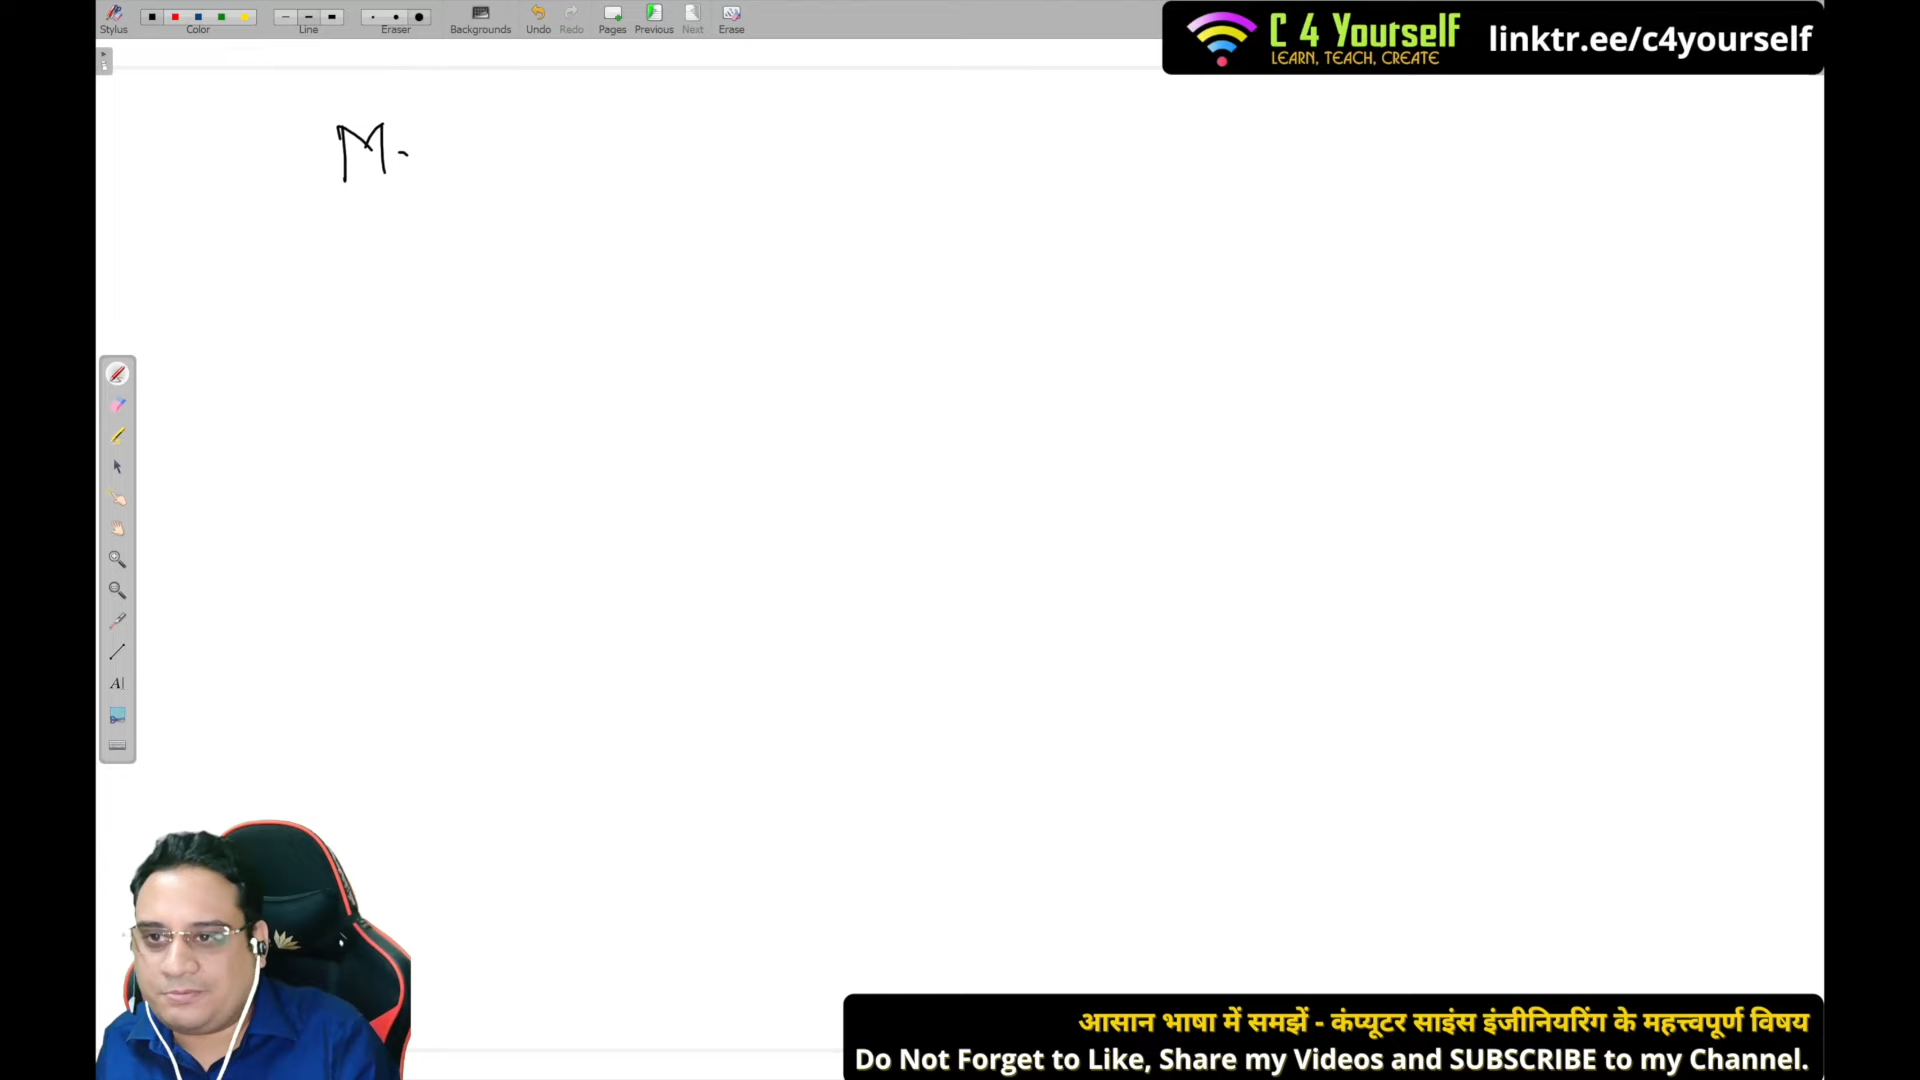 Stylus Color Line Eraser Backgrounds Undo Redo Pages Previous Next Erase
C 4 Yourself
LEARN, TEACH, CREATE
linktr.ee/c4yourself
M-
A
आसान भाषा में समझें - कंप्यूटर साइंस इंजीनियरिंग के महत्त्वपूर्ण विषय
Do Not Forget to Like, Share my Videos and SUBSCRIBE to my Channel.